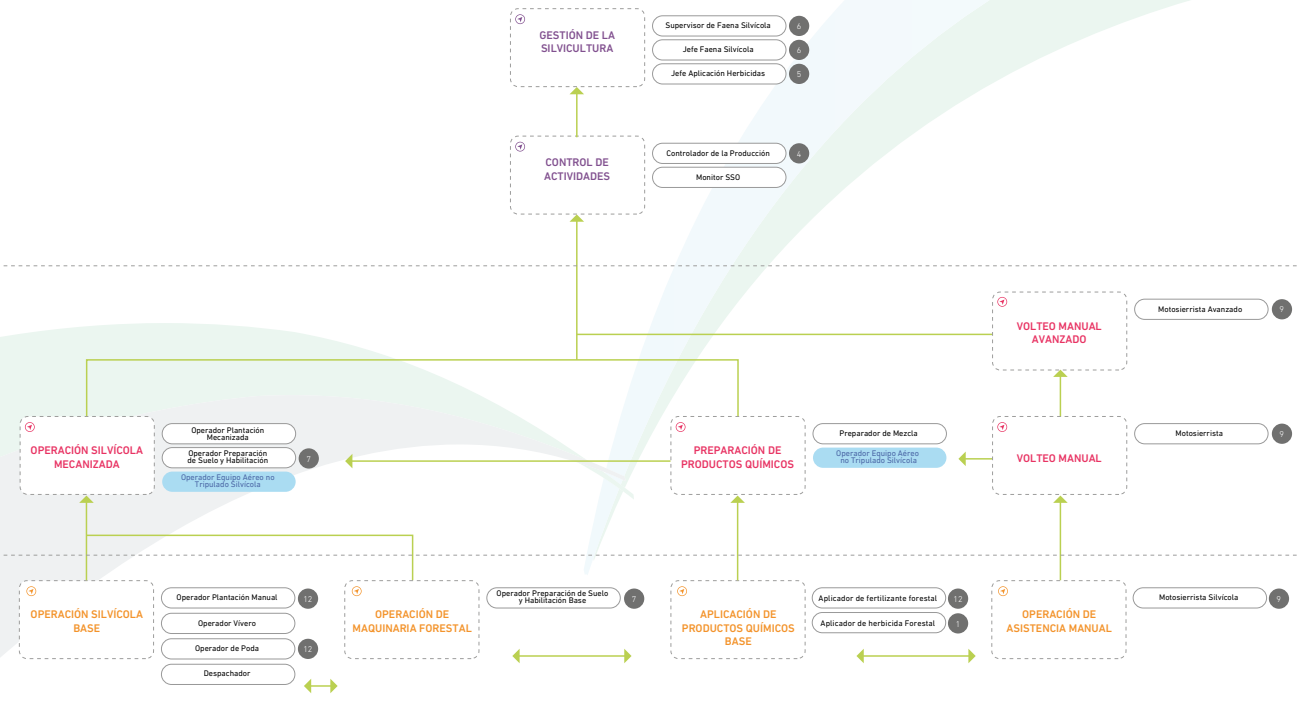 GESTIÓN DE LA
SILVICULTURA
Supervisor de Faena Silvícola
6
Jefe Faena Silvícola
6
Jefe Aplicación Herbicidas
5
CONTROL DE
ACTIVIDADES
Controlador de la Producción
4
Monitor SSO
VOLTEO MANUAL
AVANZADO
Motosierrista Avanzado
9
OPERACIÓN SILVÍCOLA
MECANIZADA
Operador Plantación
Mecanizada
Operador Preparación
de Suelo y Habilitación
7
Operador Equipo Aéreo no
Tripulado Silvícola
PREPARACIÓN DE
PRODUCTOS QUÍMICOS
Preparador de Mezcla
Operador Equipo Aéreo
no Tripulado Silvícola
VOLTEO MANUAL
Motosierrista
9
OPERACIÓN SILVÍCOLA
BASE
Operador Plantación Manual
12
Operador Vivero
Operador de Poda
12
Despachador
OPERACIÓN DE
MAQUINARIA FORESTAL
Operador Preparación de Suelo
y Habilitación Base
7
APLICACIÓN DE
PRODUCTOS QUÍMICOS
BASE
Aplicador de fertilizante forestal
12
Aplicador de herbicida Forestal
1
OPERACIÓN DE
ASISTENCIA MANUAL
Motosierrista Silvícola
9